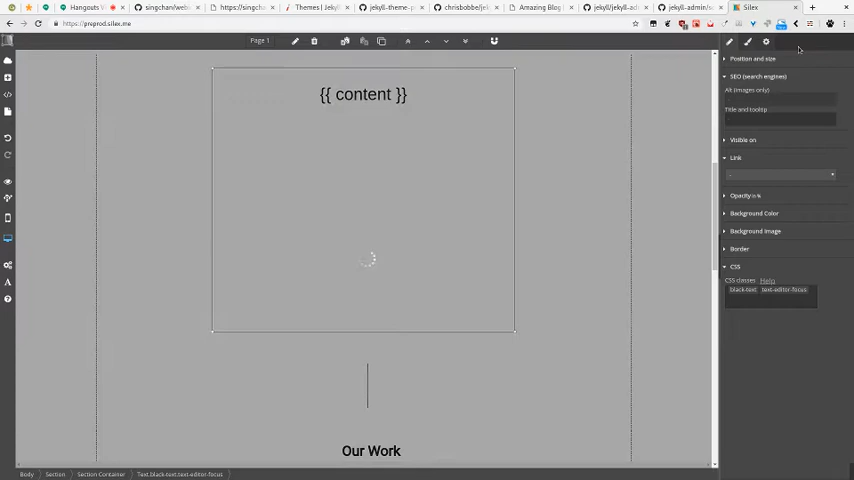 Hangouts V
singchan/web
https://singch
Themes | Jekyl
jekyll-theme-p
chrisbobbe/jek
Amazing Blog
jekyll/jekyll-a
jekyll/jekyll-ad
Silex
https://preprod.silex.me
Page 1
Position and size
SEO (search engines)
Alt (images only)
Title and tooltip
Visible on
Link
-
Opacity in %
Background Color
Background Image
Border
CSS
CSS classes Help
black-text text-editor-focus
{{ content }}
Our Work
Body Section Section Container Text.black-text.text-editor-focus